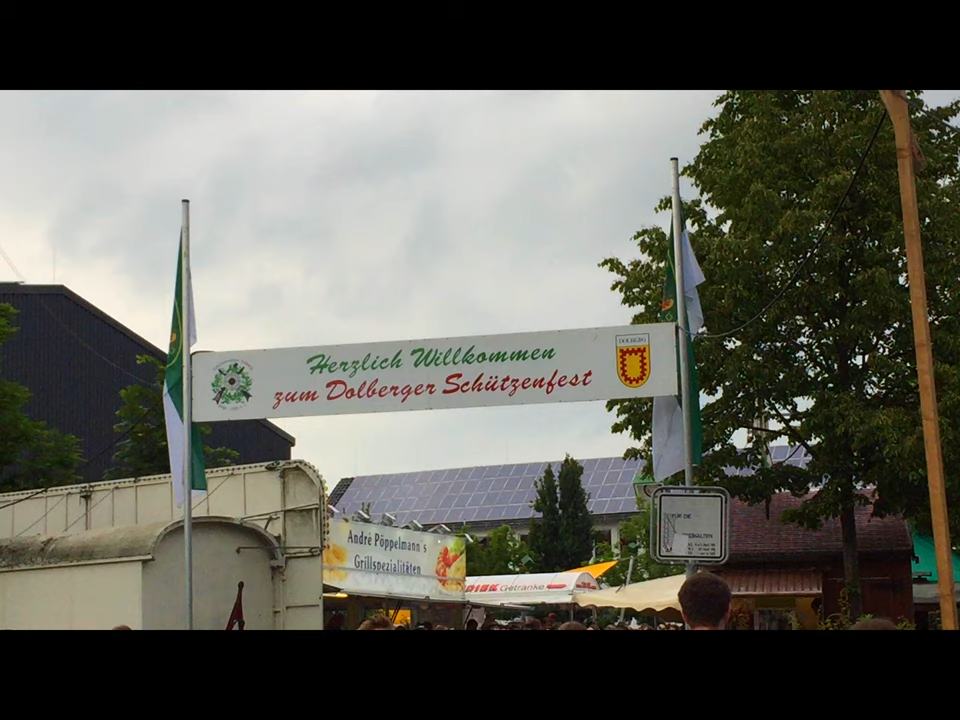 Herzlich Willkommen
zum Dolberger Schützenfest
DOLBERG
André Pöppelmann's
Grillspezialitäten
Getränke